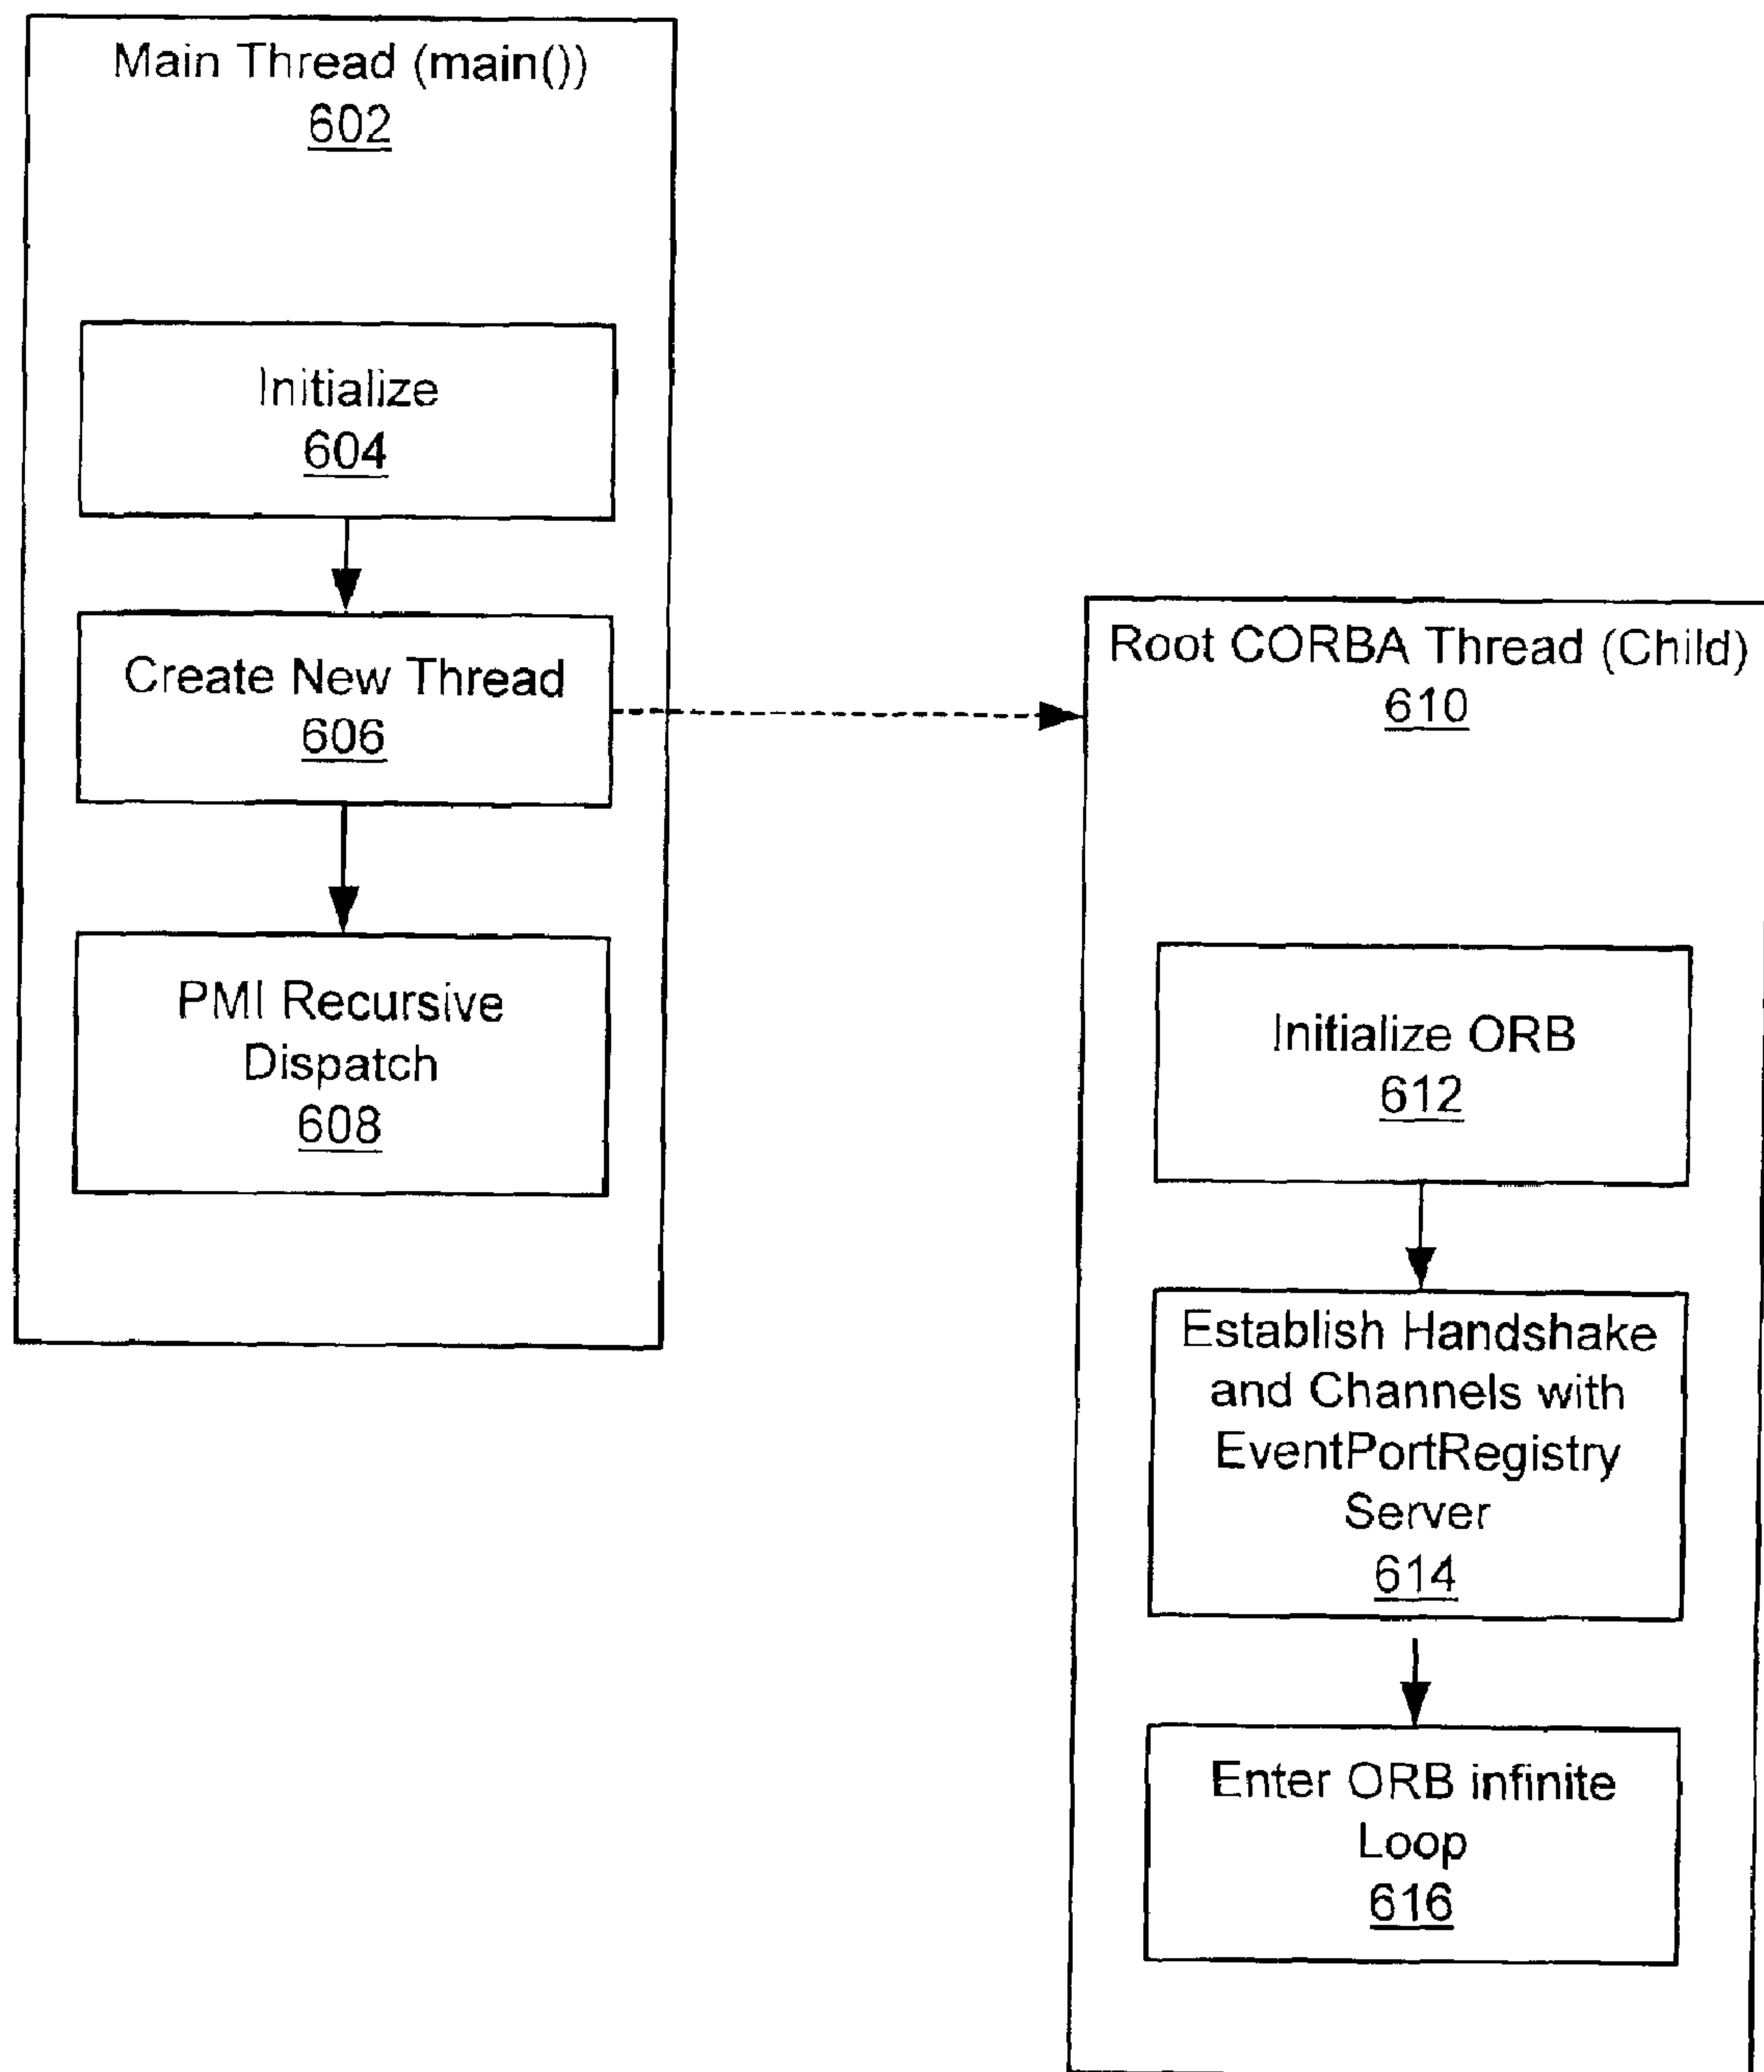 Main Thread (main())
602
Initialize
604
Create New Thread
606
PMI Recursive
Dispatch
608
Root CORBA Thread (Child)
610
Initialize ORB
612
Establish Handshake
and Channels with
EventPortRegistry
Server
614
Enter ORB infinite
Loop
616